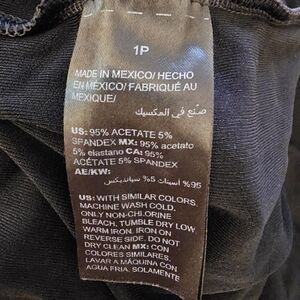 1P
MADE IN MEXICO/ HECHO
EN MÉXICO/ FABRIQUÉ AU
MEXIQUE/
صنع في المكسيك
US: 95% ACETATE 5%
SPANDEX MX: 95% acetato
5% elastano CA: 95%
ACÉTATE 5% SPANDEX
AE/KW:
95% أسيتات 5% سباندیکس
US: WITH SIMILAR COLORS,
MACHINE WASH COLD,
ONLY NON-CHLORINE
BLEACH, TUMBLE DRY LOW
WARM IRON. IRON ON
REVERSE SIDE. DO NOT
DRY CLEAN MX: CON
COLORES SIMILARES,
LAVAR A MÁQUINA CON
AGUA FRIA, SOLAMENTE